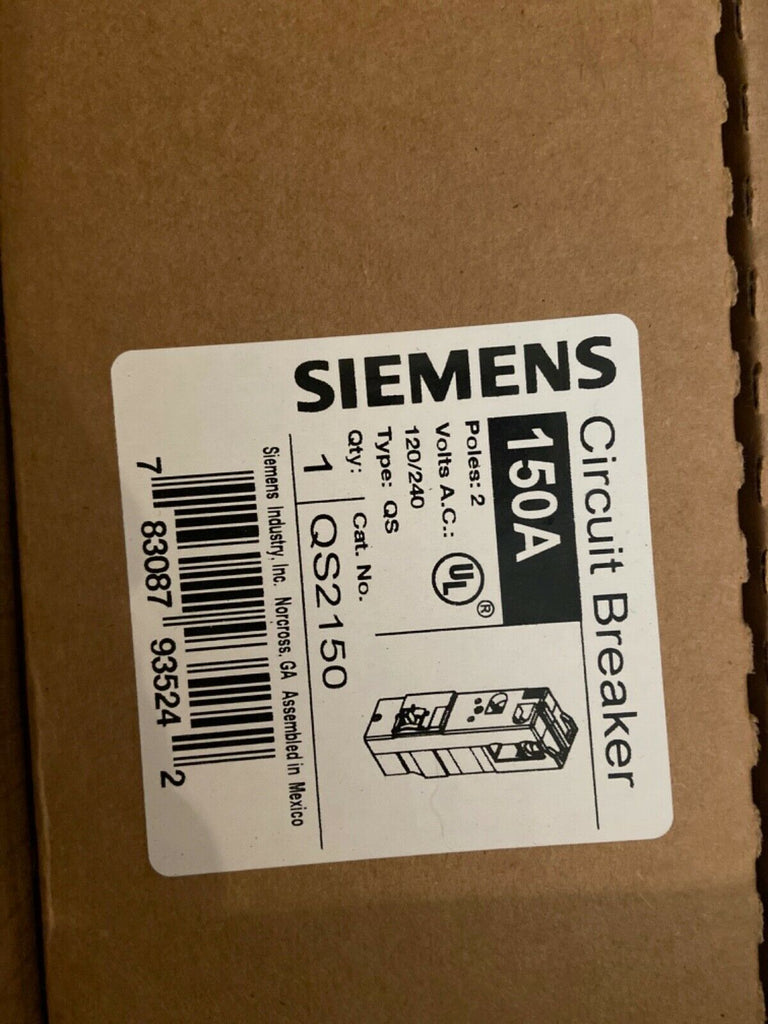 SIEMENS
Circuit Breaker
150A
Poles: 2
Volts A.C.:
120/240
Type: QS
UL ®
Qty: Cat. No.
1 QS2150
Siemens Industry, Inc. Norcross, GA Assembled in Mexico
7 83087 93524 2